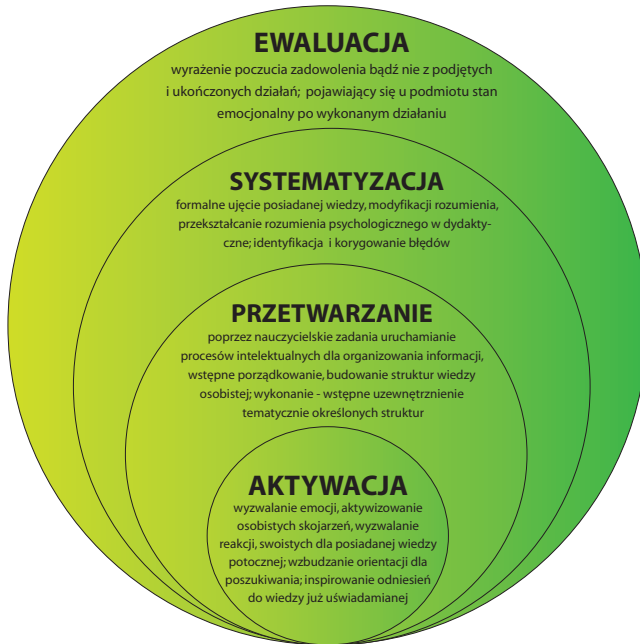 EWALUACJA
wyrażenie poczucia zadowolenia bądź nie z podjętych
i ukończonych działań; pojawiający się u podmiotu stan
emocjonalny po wykonanym działaniu
SYSTEMATYZACJA
formalne ujęcie posiadanej wiedzy, modyfikacji rozumienia,
przekształcanie rozumienia psychologicznego w dydakty-
czne; identyfikacja i korygowanie błędów
PRZETWARZANIE
poprzez nauczycielskie zadania uruchamianie
procesów intelektualnych dla organizowania informacji,
wstępne porządkowanie, budowanie struktur wiedzy
osobistej; wykonanie - wstępne uzewnętrznienie
tematycznie określonych struktur
AKTYWACJA
wyzwalanie emocji, aktywizowanie
osobistych skojarzeń, wyzwalanie
reakcji, swoistych dla posiadanej wiedzy
potocznej; wzbudzanie orientacji dla
poszukiwania; inspirowanie odniesień
do wiedzy już uświadamianej